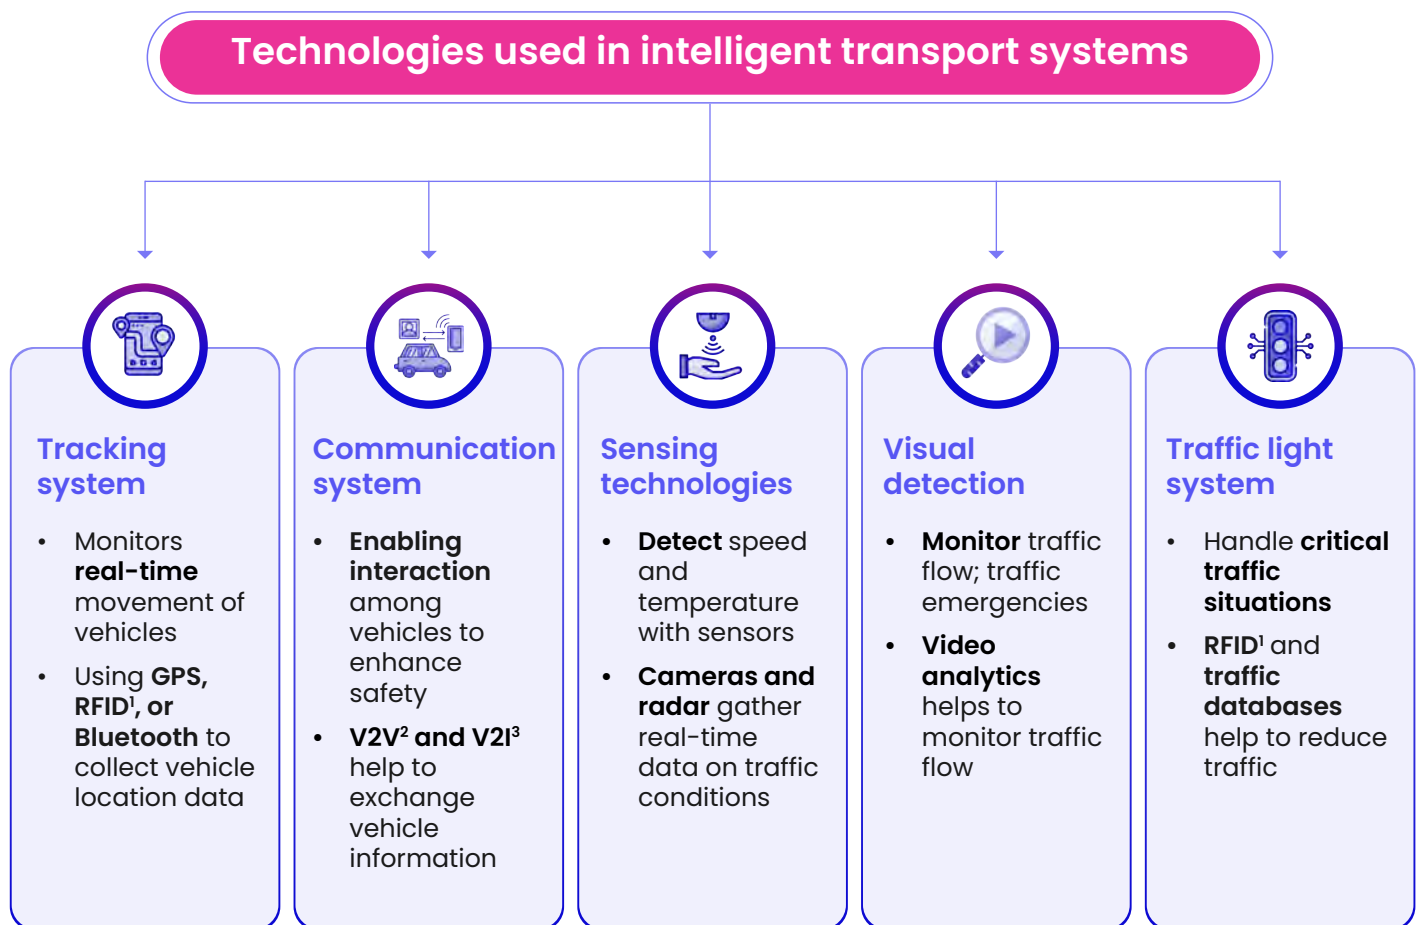 Technologies used in intelligent transport systems
Tracking
system
• Monitors
real-time
movement of
vehicles
• Using GPS,
RFID¹, or
Bluetooth to
collect vehicle
location data
Communication
system
• Enabling
interaction
among
vehicles to
enhance
safety
• V2V² and V2I³
help to
exchange
vehicle
information
Sensing
technologies
• Detect speed
and
temperature
with sensors
• Cameras and
radar gather
real-time
data on traffic
conditions
Visual
detection
• Monitor traffic
flow; traffic
emergencies
• Video
analytics
helps to
monitor traffic
flow
Traffic light
system
• Handle critical
traffic
situations
• RFID¹ and
traffic
databases
help to reduce
traffic